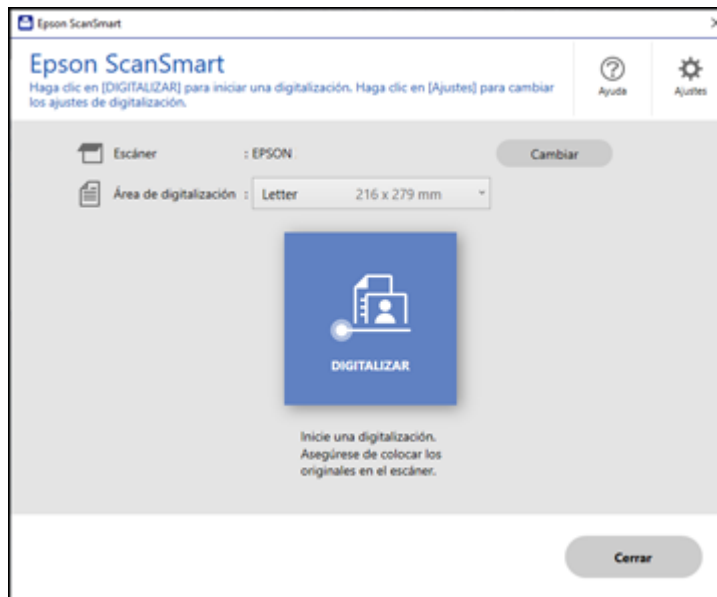 Epson ScanSmart
Epson ScanSmart
Haga clic en [DIGITALIZAR] para iniciar una digitalización. Haga clic en [Ajustes] para cambiar
los ajustes de digitalización.
Ayuda
Ajustes
Escáner : EPSON
Cambiar
Área de digitalización : Letter 216 x 279 mm
DIGITALIZAR
Inicie una digitalización.
Asegúrese de colocar los
originales en el escáner.
Cerrar